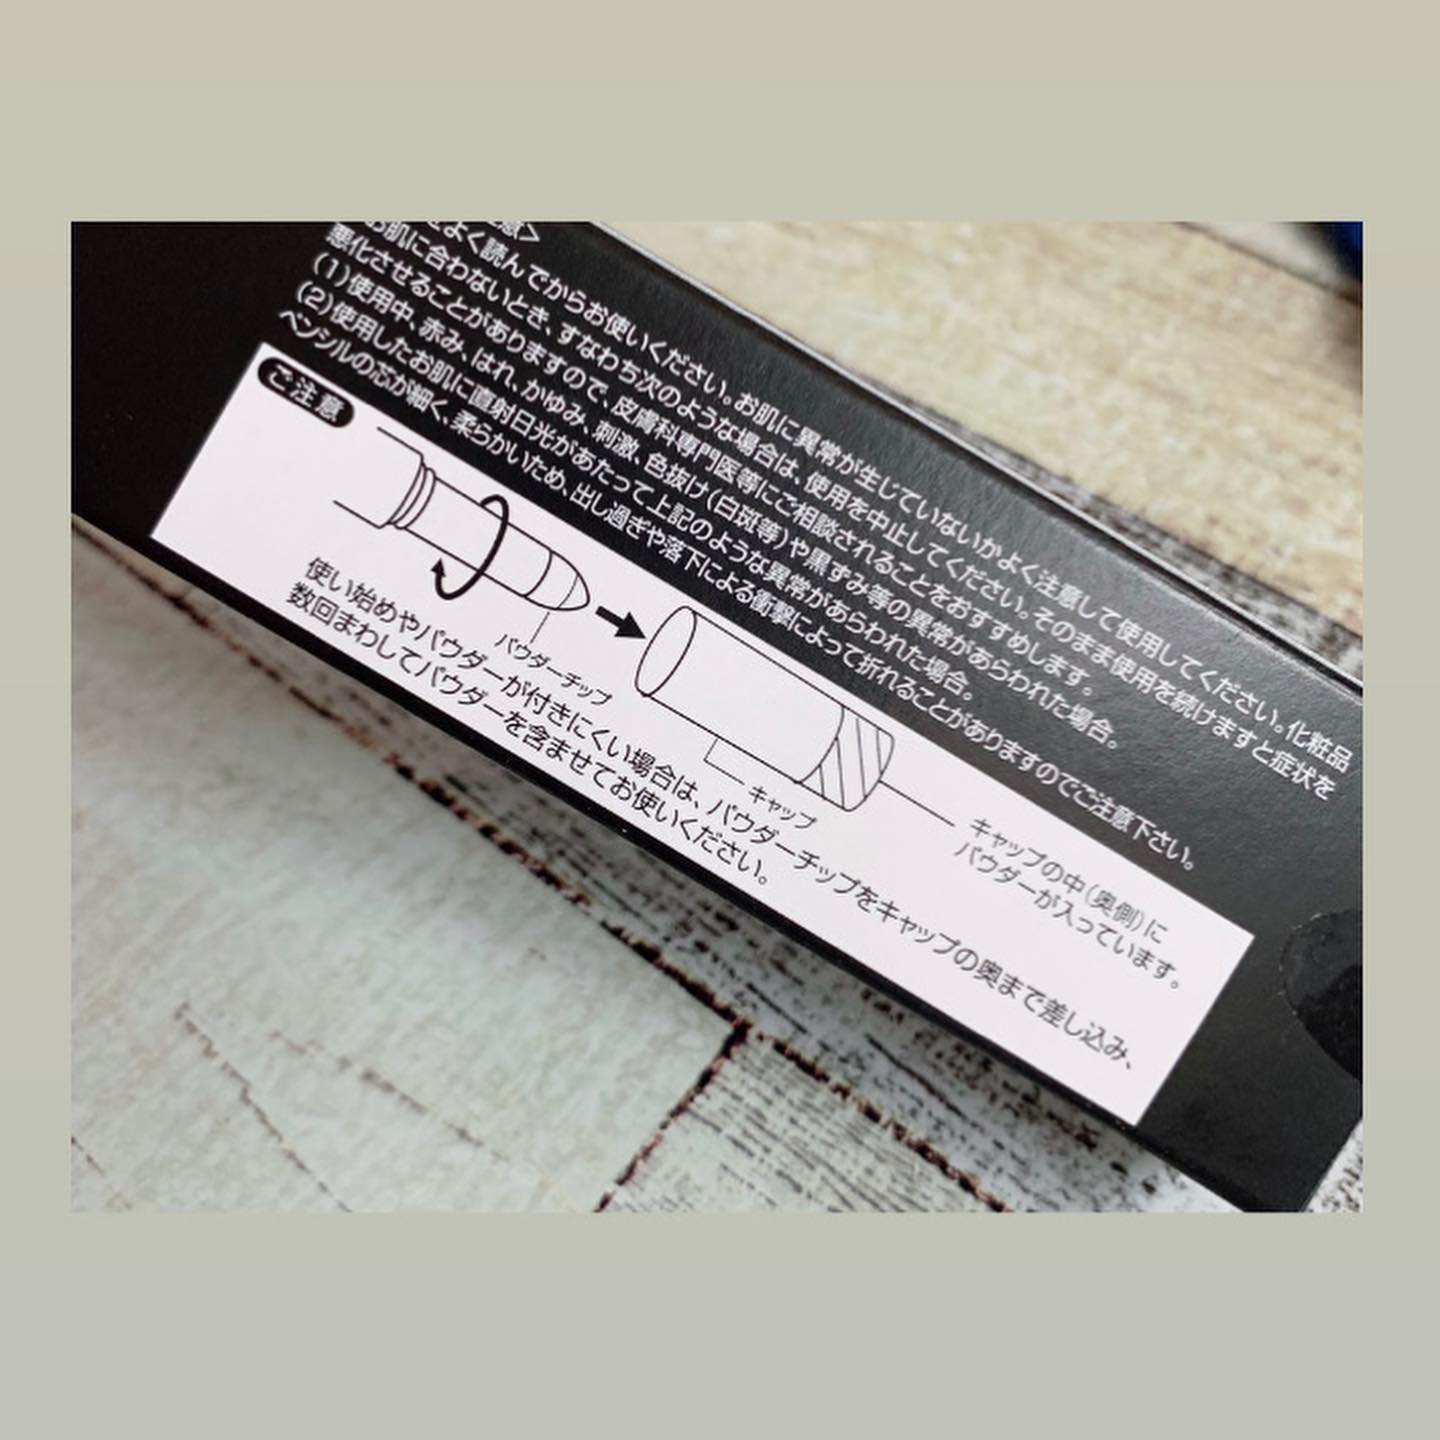 意>
をよく読んでからお使いください。お肌に異常が生じていないかよく注意して使用してください。化粧品
お肌に合わないとき、すなわち次のような場合は、使用を中止してください。そのまま使用を続けますと症状を
悪化させることがありますので、皮膚科専門医等にご相談されることをおすすめします。
(1)使用中、赤み、はれ、かゆみ、刺激、色抜け(白斑等)や黒ずみ等の異常があらわれた場合。
(2)使用したお肌に直射日光があたって上記のような異常があらわれた場合。
ペンシルの芯が細く、柔らかいため、出し過ぎや落下による衝撃によって折れることがありますのでご注意下さい。
ご注意
パウダーチップ
キャップ
キャップの中(奥側)に
パウダーが入っています。
使い始めやパウダーが付きにくい場合は、パウダーチップをキャップの奥まで差し込み、
数回まわしてパウダーを含ませてお使いください。